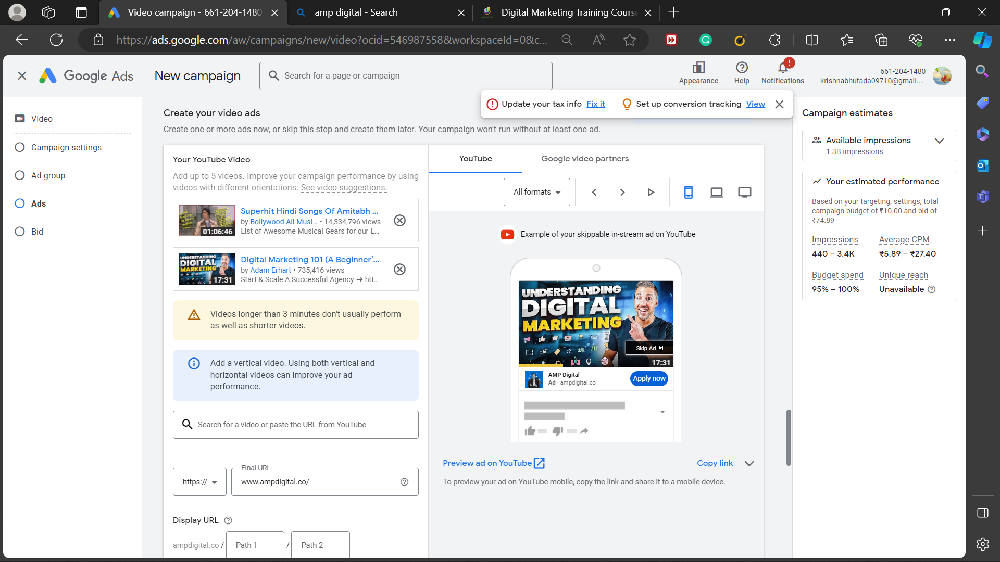 Video campaign - 661-204-1480
amp digital - Search
Digital Marketing Training Course
https://ads.google.com/aw/campaigns/new/video?ocid=546987558&workspaceId=0&c...
Google Ads
New campaign
Search for a page or campaign
Appearance
Help
Notifications
661-204-1480
krishnabhutada09710@gmail....
Update your tax info Fix it
Set up conversion tracking View
Video
Campaign settings
Ad group
Ads
Bid
Create your video ads
Create one or more ads now, or skip this step and create them later. Your campaign won't run without at least one ad.
Your YouTube Video
Add up to 5 videos. Improve your campaign performance by using
videos with different orientations. See video suggestions.
01:06:46
Superhit Hindi Songs Of Amitabh ...
by Bollywood All Musi... • 14,334,796 views
List of Awesome Musical Gears for our L...
UNDERSTANDING
DIGITAL
MARKETING
17:31
Digital Marketing 101 (A Beginner’...
by Adam Erhart • 735,416 views
Start & Scale A Successful Agency ➔ htt...
Videos longer than 3 minutes don't usually perform
as well as shorter videos.
Add a vertical video. Using both vertical and
horizontal videos can improve your ad
performance.
Search for a video or paste the URL from YouTube
https://
Final URL
www.ampdigital.co/
Display URL
ampdigital.co /
Path 1
/
Path 2
YouTube
Google video partners
All formats
Example of your skippable in-stream ad on YouTube
UNDERSTANDING
DIGITAL
MARKETING
Skip Ad
17:31
AMP Digital
Ad · ampdigital.co
Apply now
Preview ad on YouTube
Copy link
To preview your ad on YouTube mobile, copy the link and share it to a mobile device.
Campaign estimates
Available impressions
1.3B impressions
Your estimated performance
Based on your targeting, settings, total
campaign budget of ₹10.00 and bid of
₹74.89
Impressions
440 – 3.4K
Average CPM
₹5.89 – ₹27.40
Budget spend
95% – 100%
Unique reach
Unavailable